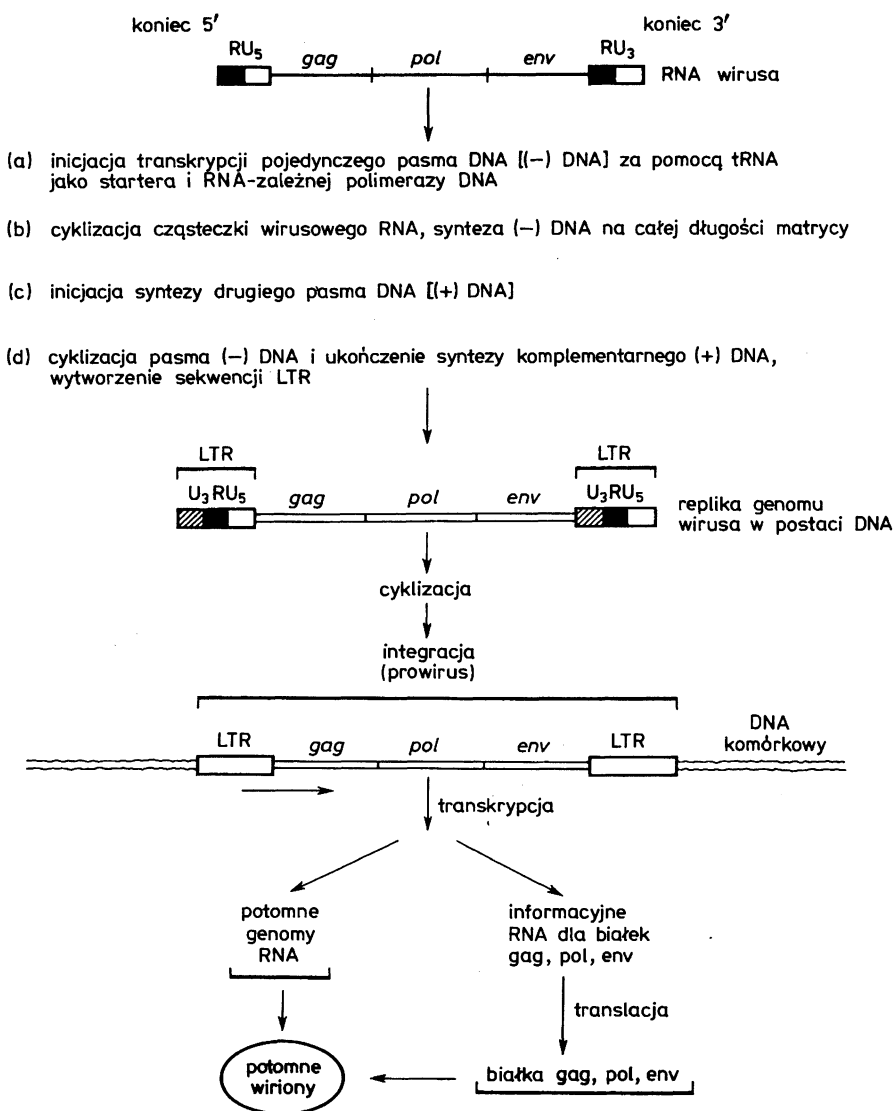 koniec 5′ koniec 3′
RU5 gag pol env RU3
RNA wirusa
(a) inicjacja transkrypcji pojedynczego pasma DNA [(−) DNA] za pomocą tRNA
jako startera i RNA-zależnej polimerazy DNA
(b) cyklizacja cząsteczki wirusowego RNA, synteza (−) DNA na całej długości matrycy
(c) inicjacja syntezy drugiego pasma DNA [(+) DNA]
(d) cyklizacja pasma (−) DNA i ukończenie syntezy komplementarnego (+) DNA,
wytworzenie sekwencji LTR
LTR LTR
U3RU5 gag pol env U3RU5
replika genomu
wirusa w postaci DNA
cyklizacja
integracja
(prowirus)
LTR gag pol env LTR
DNA
komórkowy
transkrypcja
potomne
genomy
RNA
informacyjne
RNA dla białek
gag, pol, env
translacja
potomne
wiriony
białka gag, pol, env